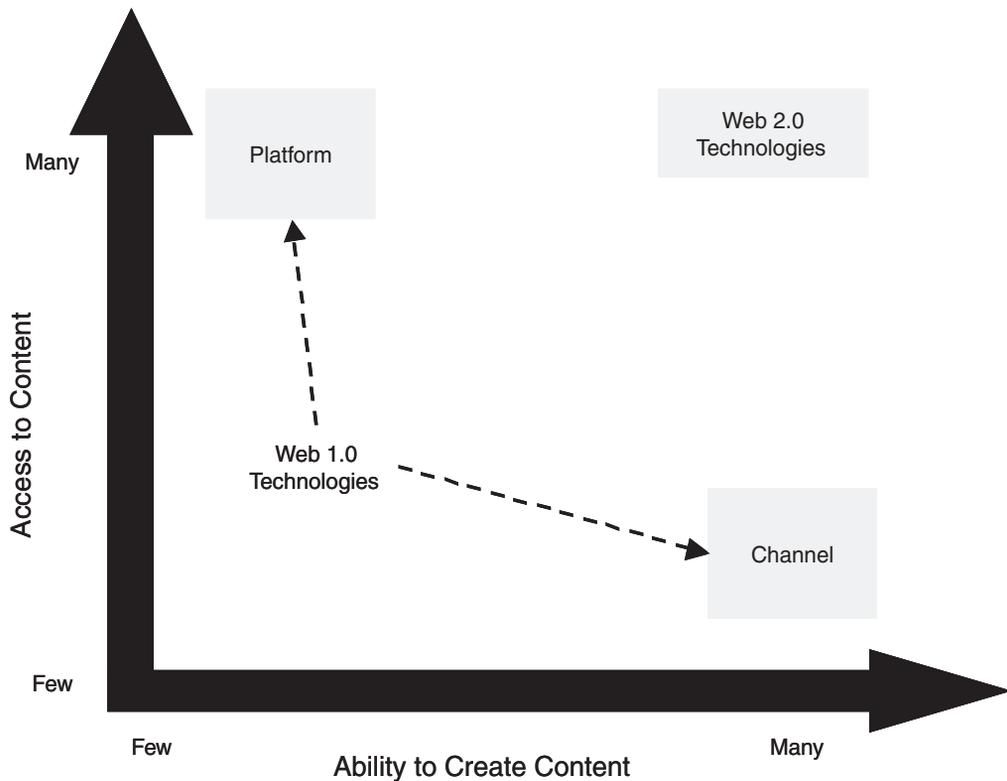 Many
Platform
Web 2.0
Technologies
Access to Content
Web 1.0
Technologies
Channel
Few
Few
Many
Ability to Create Content